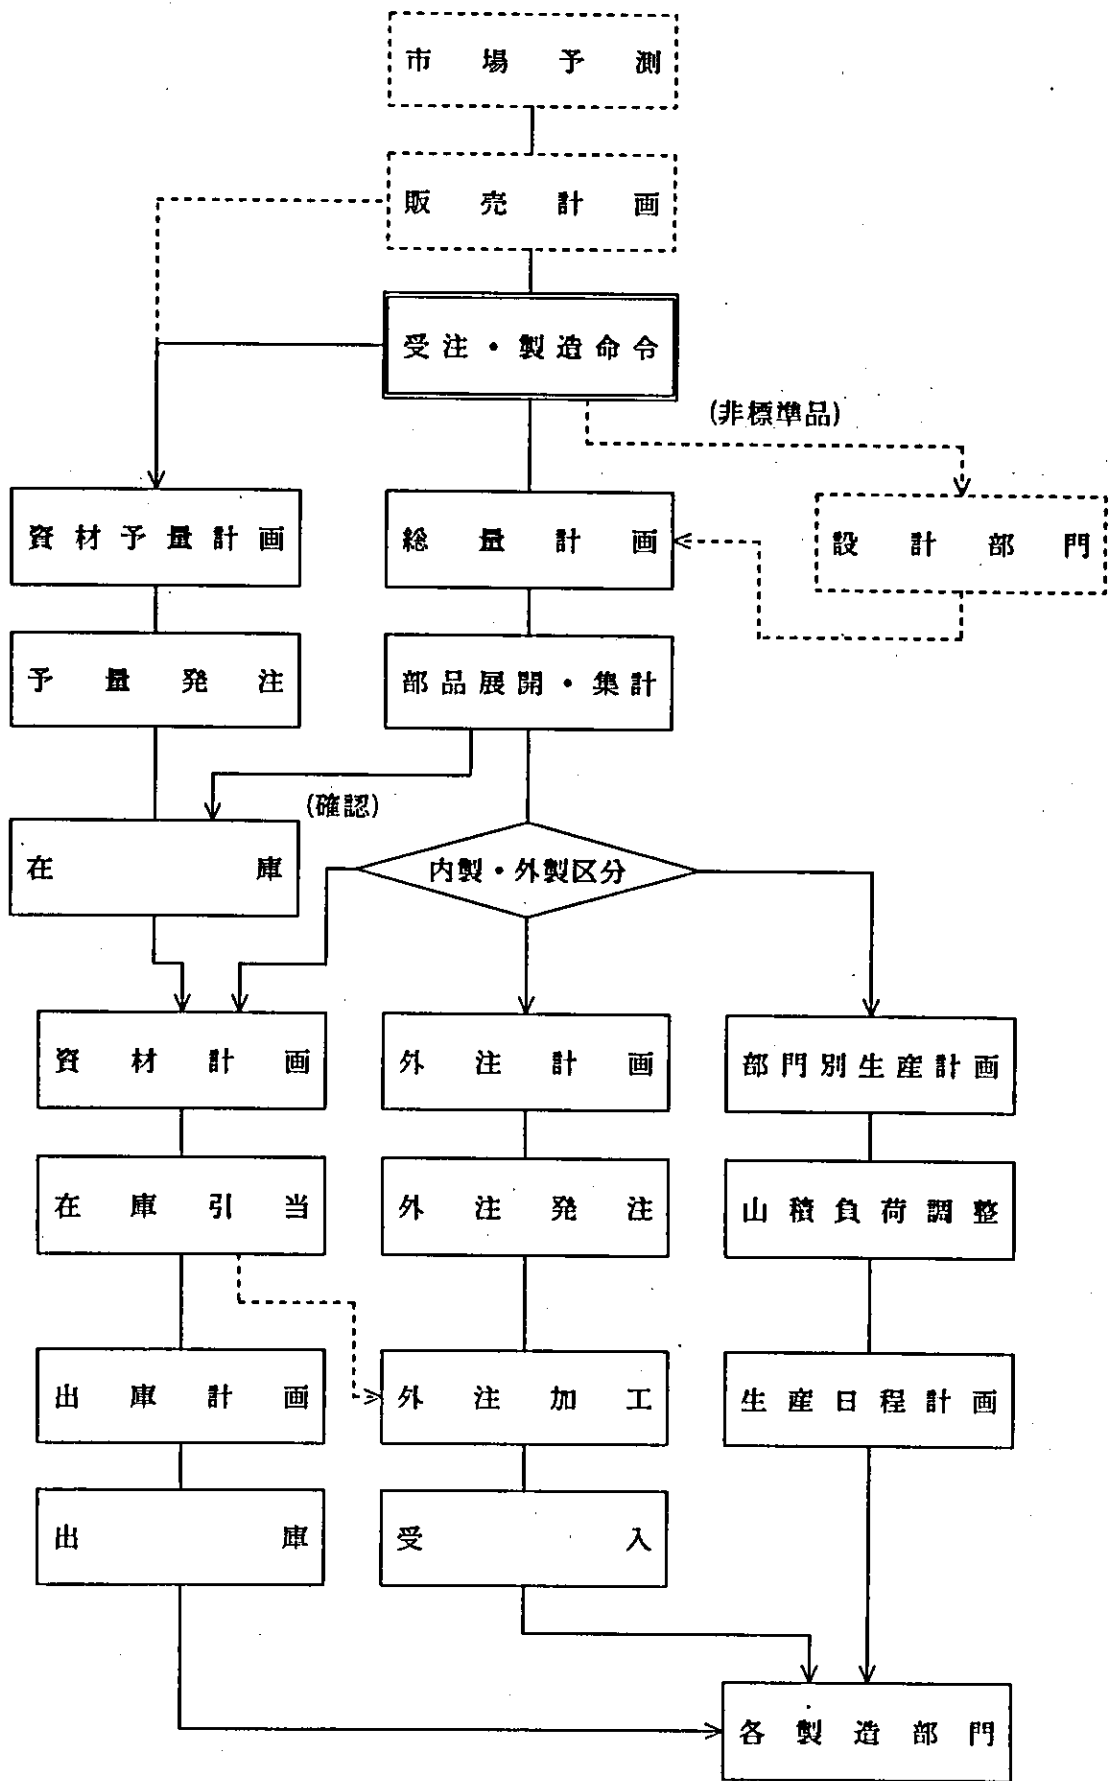 市場予測
販売計画
受注・製造命令
(非標準品)
資材予量計画
総量計画
設計部門
予量発注
部品展開・集計
(確認)
在庫
内製・外製区分
資材計画
外注計画
部門別生産計画
在庫引当
外注発注
山積負荷調整
出庫計画
外注加工
生産日程計画
出庫
受入
各製造部門